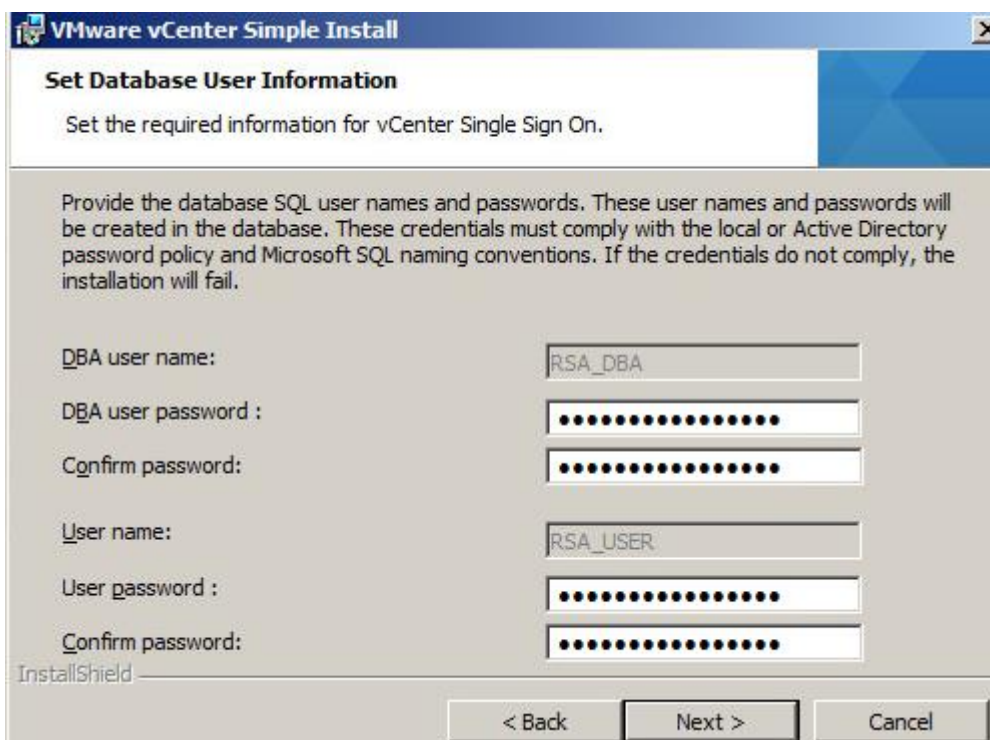 VMware vCenter Simple Install
Set Database User Information
Set the required information for vCenter Single Sign On.
Provide the database SQL user names and passwords. These user names and passwords will
be created in the database. These credentials must comply with the local or Active Directory
password policy and Microsoft SQL naming conventions. If the credentials do not comply, the
installation will fail.
DBA user name:
RSA_DBA
DBA user password :
••••••••••••••••
Confirm password:
••••••••••••••••
User name:
RSA_USER
User password :
••••••••••••••••
Confirm password:
••••••••••••••••
InstallShield
< Back
Next >
Cancel